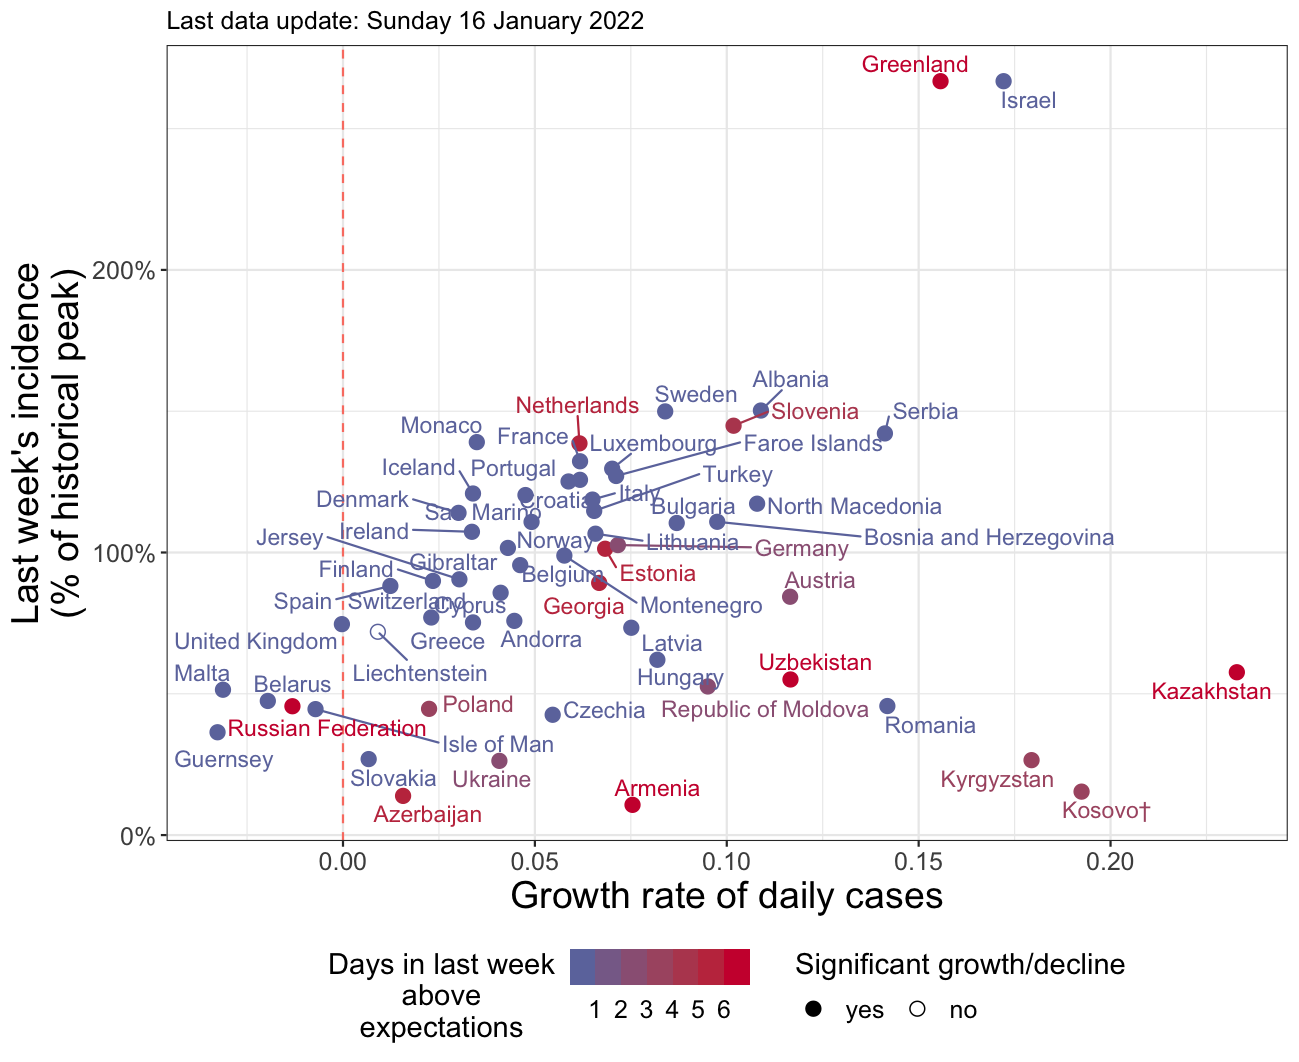 Last data update: Sunday 16 January 2022
Last week's incidence
(% of historical peak)
200%
100%
0%
Greenland
Israel
Albania
Sweden
Netherlands
Slovenia
Serbia
Monaco
France
Luxembourg
Faroe Islands
Iceland
Portugal
Turkey
Denmark
Croatia
Italy
San Marino
Bulgaria
North Macedonia
Jersey
Ireland
Norway
Lithuania
Bosnia and Herzegovina
Germany
Finland
Gibraltar
Belgium
Estonia
Austria
Spain
Switzerland
Cyprus
Georgia
Montenegro
United Kingdom
Greece
Andorra
Latvia
Liechtenstein
Malta
Belarus
Hungary
Uzbekistan
Kazakhstan
Poland
Czechia
Republic of Moldova
Russian Federation
Romania
Isle of Man
Guernsey
Slovakia
Ukraine
Armenia
Kyrgyzstan
Azerbaijan
Kosovo†
0.00 0.05 0.10 0.15 0.20
Growth rate of daily cases
Days in last week
above
expectations
1 2 3 4 5 6
Significant growth/decline
yes no